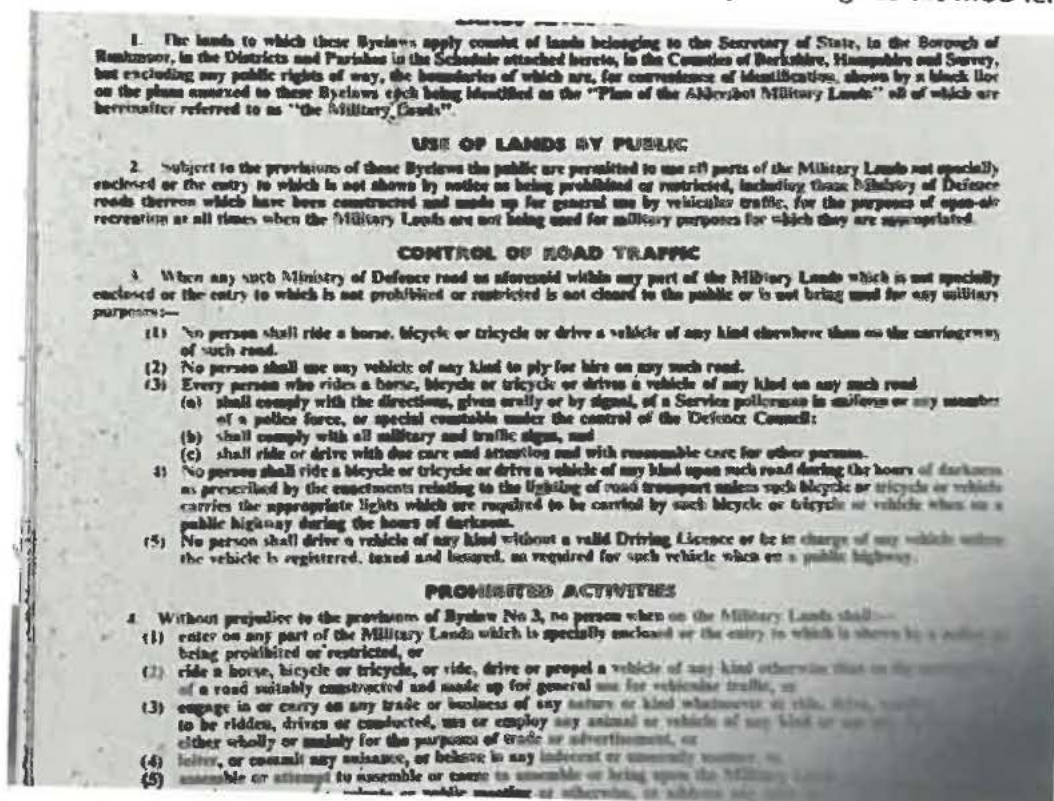 1. The lands to which these Byelaws apply consist of lands belonging to the Secretary of State, in the Borough of
Rushmoor, in the Districts and Parishes in the Schedule attached hereto, in the Counties of Berkshire, Hampshire and Surrey,
but excluding any public rights of way, the boundaries of which are, for convenience of identification, shown by a black line
on the plans annexed to these Byelaws each being identified as the "Plan of the Aldershot Military Lands" all of which are
hereinafter referred to as "the Military Lands".
USE OF LANDS BY PUBLIC
2. Subject to the provisions of these Byelaws the public are permitted to use all parts of the Military Lands not specially
enclosed or the entry to which is not shown by notice as being prohibited or restricted, including those Ministry of Defence
roads thereon which have been constructed and made up for general use by vehicular traffic, for the purposes of open-air
recreation at all times when the Military Lands are not being used for military purposes for which they are appropriated.
CONTROL OF ROAD TRAFFIC
3. When any such Ministry of Defence road as aforesaid within any part of the Military Lands which is not specially
enclosed or the entry to which is not prohibited or restricted is not closed to the public or is not being used for any military
purposes:—
(1) No person shall ride a horse, bicycle or tricycle or drive a vehicle of any kind elsewhere than on the carriageway
of such road.
(2) No person shall use any vehicle of any kind to ply for hire on any such road.
(3) Every person who rides a horse, bicycle or tricycle or drives a vehicle of any kind on any such road
(a) shall comply with the directions, given orally or by signal, of a Service policeman in uniform or any member
of a police force, or special constable under the control of the Defence Council;
(b) shall comply with all military and traffic signs, and
(c) shall ride or drive with due care and attention and with reasonable care for other persons.
4) No person shall ride a bicycle or tricycle or drive a vehicle of any kind upon such road during the hours of darkness
as prescribed by the enactments relating to the lighting of road transport unless such bicycle or tricycle or vehicle
carries the appropriate lights which are required to be carried by such bicycle or tricycle or vehicle when on a
public highway during the hours of darkness.
(5) No person shall drive a vehicle of any kind without a valid Driving Licence or be in charge of any vehicle unless
the vehicle is registered, taxed and insured, as required for such vehicle when on a public highway.
PROHIBITED ACTIVITIES
4. Without prejudice to the provisions of Byelaw No 3, no person when on the Military Lands shall:—
(1) enter on any part of the Military Lands which is specially enclosed or the entry to which is shown by a notice as
being prohibited or restricted, or
(2) ride a horse, bicycle or tricycle, or ride, drive or propel a vehicle of any kind otherwise than on the
of a road suitably constructed and made up for general use for vehicular traffic, or
(3) engage in or carry on any trade or business of any nature or kind whatsoever or ride, drive,
to be ridden, driven or conducted, use or employ any animal or vehicle of any kind or
either wholly or mainly for the purposes of trade or advertisement, or
(4) loiter, or commit any nuisance, or behave in any indecent or unseemly manner, or
(5) assemble or attempt to assemble or cause to assemble or bring upon the Military
private or public meeting or otherwise, or address any